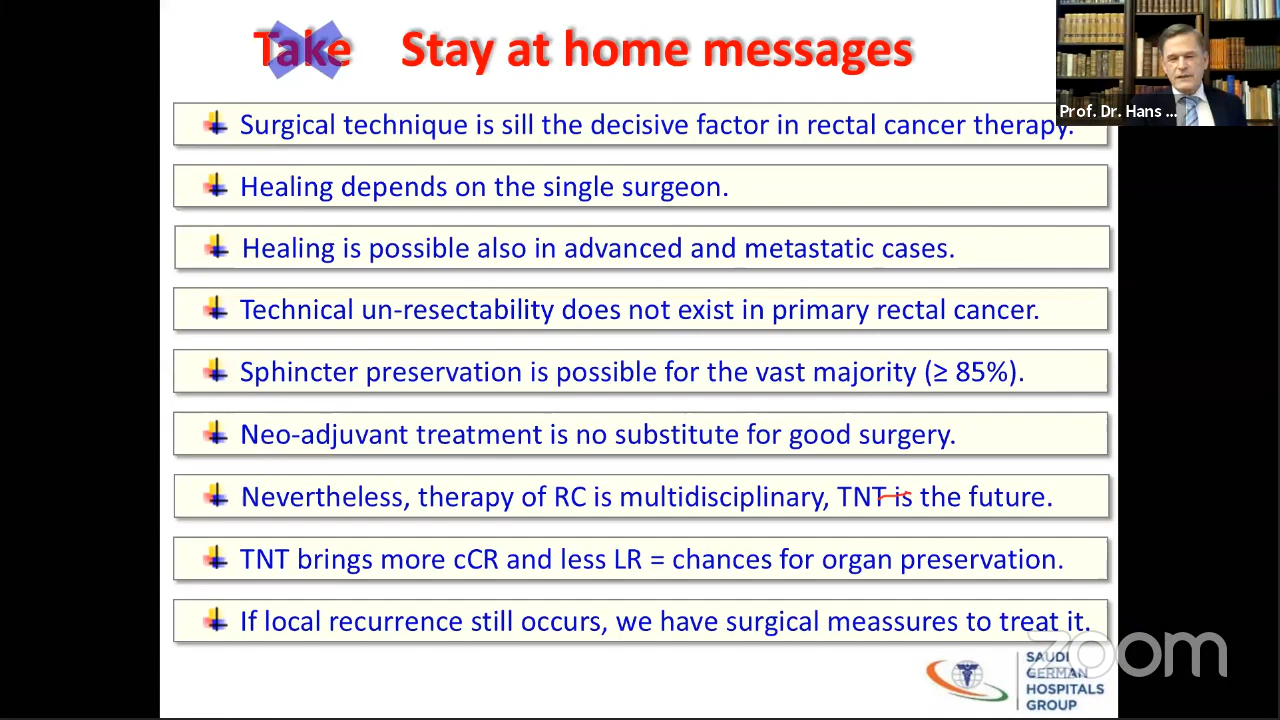 Take Stay at home messages
Prof. Dr. Hans ...
Surgical technique is sill the decisive factor in rectal cancer therapy.
Healing depends on the single surgeon.
Healing is possible also in advanced and metastatic cases.
Technical un-resectability does not exist in primary rectal cancer.
Sphincter preservation is possible for the vast majority (≥ 85%).
Neo-adjuvant treatment is no substitute for good surgery.
Nevertheless, therapy of RC is multidisciplinary, TNT is the future.
TNT brings more cCR and less LR = chances for organ preservation.
If local recurrence still occurs, we have surgical meassures to treat it.
zoom
SAUDI
GERMAN
HOSPITALS
GROUP